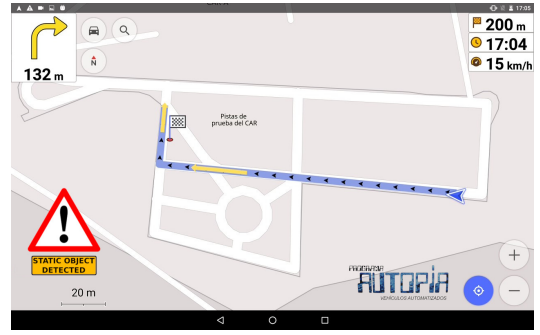 17:05
132 m
N
200 m
17:04
15 km/h
Pistas de
prueba del CAR
STATIC OBJECT
DETECTED
20 m
PROGRAMA
AUTOPIA
VEHÍCULOS AUTOMATIZADOS